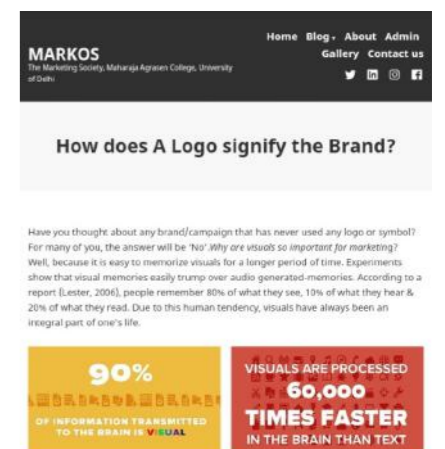 Home Blog About Admin
Gallery Contact us
MARKOS
The Marketing Society, Maharaja Agrasen College, University
of Delhi
How does A Logo signify the Brand?
Have you thought about any brand/campaign that has never used any logo or symbol?
For many of you, the answer will be 'No'.Why are visuals so important for marketing?
Well, because it is easy to memorize visuals for a longer period of time. Experiments
show that visual memories easily trump over audio generated-memories. According to a
report (Lester, 2006), people remember 80% of what they see, 10% of what they hear &
20% of what they read. Due to this human tendency, visuals have always been an
integral part of one's life.
90%
OF INFORMATION TRANSMITTED
TO THE BRAIN IS VISUAL
VISUALS ARE PROCESSED
60,000
TIMES FASTER
IN THE BRAIN THAN TEXT